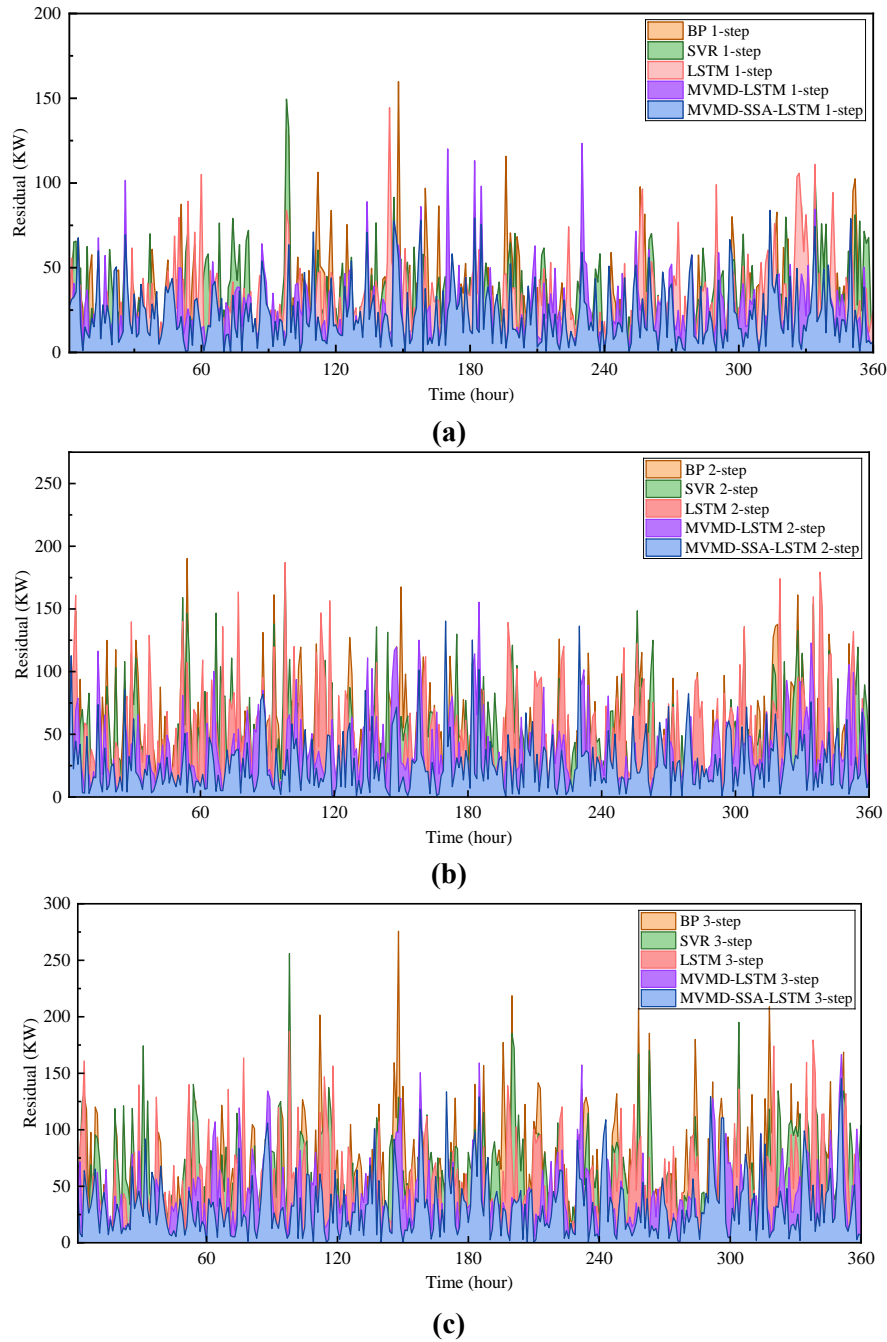 200
150
100
50
0
Residual (KW)
BP 1-step
SVR 1-step
LSTM 1-step
MVMD-LSTM 1-step
MVMD-SSA-LSTM 1-step
60 120 180 240 300 360
Time (hour)
(a)
250
200
150
100
50
0
Residual (KW)
BP 2-step
SVR 2-step
LSTM 2-step
MVMD-LSTM 2-step
MVMD-SSA-LSTM 2-step
60 120 180 240 300 360
Time (hour)
(b)
300
250
200
150
100
50
0
Residual (KW)
BP 3-step
SVR 3-step
LSTM 3-step
MVMD-LSTM 3-step
MVMD-SSA-LSTM 3-step
60 120 180 240 300 360
Time (hour)
(c)